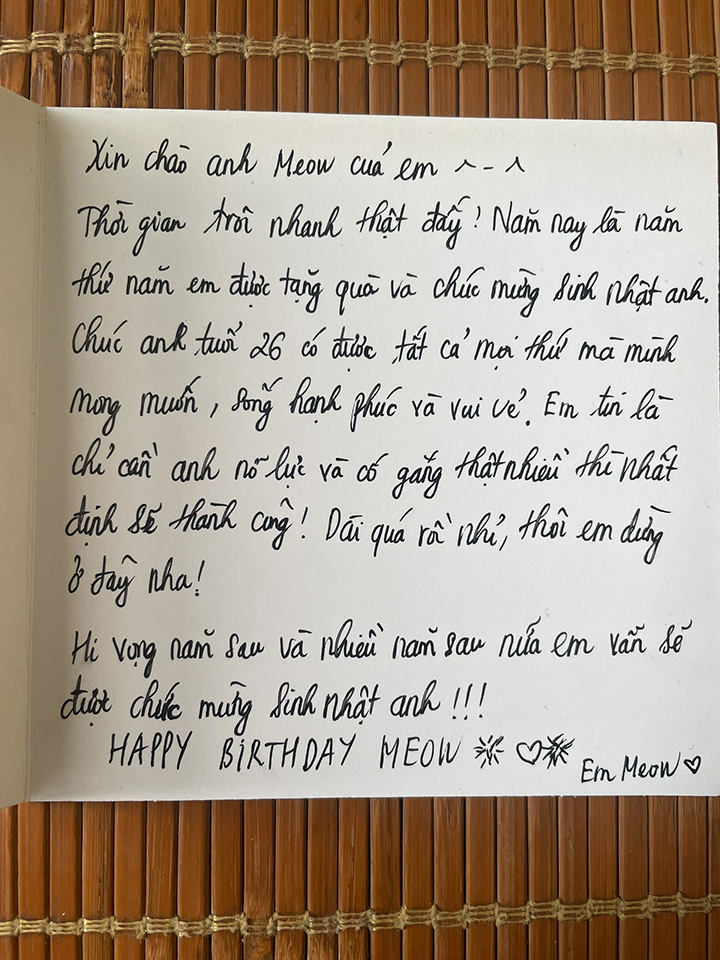 Xin chào anh Meow của em ^-^
Thời gian trôi nhanh thật đấy! Năm nay là năm
thứ năm em được tặng quà và chúc mừng sinh nhật anh.
Chúc anh tuổi 26 có được tất cả mọi thứ mà mình
mong muốn, sống hạnh phúc và vui vẻ. Em tin là
chỉ cần anh nỗ lực và cố gắng thật nhiều thì nhất
định sẽ thành công! Dài quá rồi nhỉ, thôi em dừng
ở đây nha!
Hi vọng năm sau và nhiều năm sau nữa em vẫn sẽ
được chúc mừng sinh nhật anh!!!
HAPPY BIRTHDAY MEOW ♡
Em Meow ♡